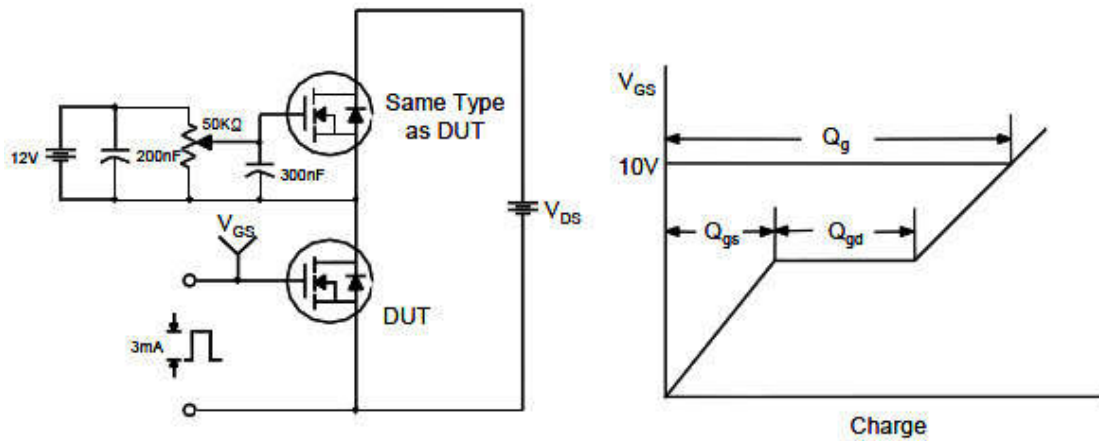 Same Type
as DUT
50KΩ
12V
200nF
300nF
V_GS
V_DS
DUT
3mA
V_GS
Q_g
10V
Q_gs
Q_gd
Charge